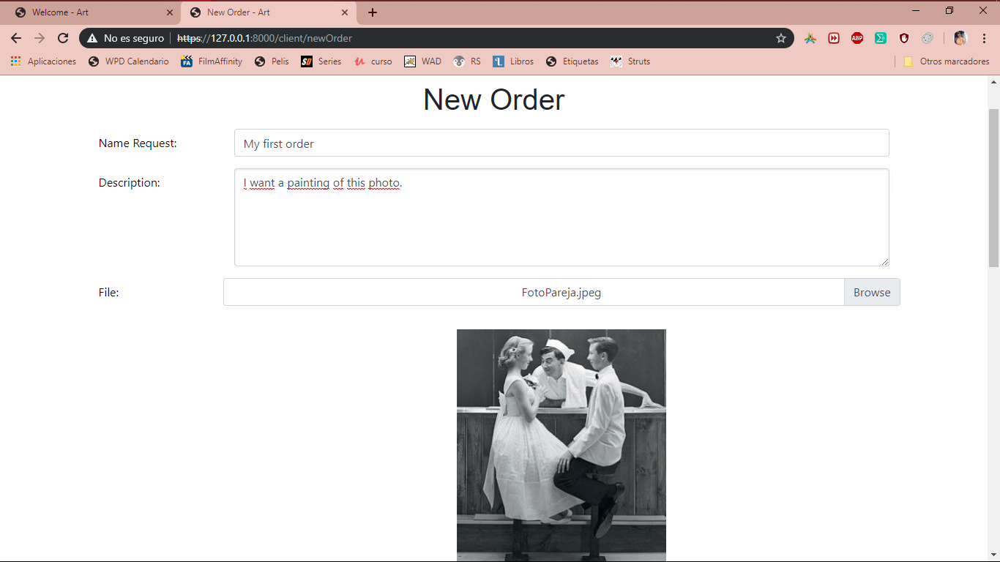 Welcome - Art
New Order - Art
No es seguro https://127.0.0.1:8000/client/newOrder
ABP
Aplicaciones WPD Calendario FilmAffinity Pelis Series curso WAD RS Libros Etiquetas Struts Otros marcadores
New Order
Name Request: My first order
Description: I want a painting of this photo.
File: FotoPareja.jpeg Browse